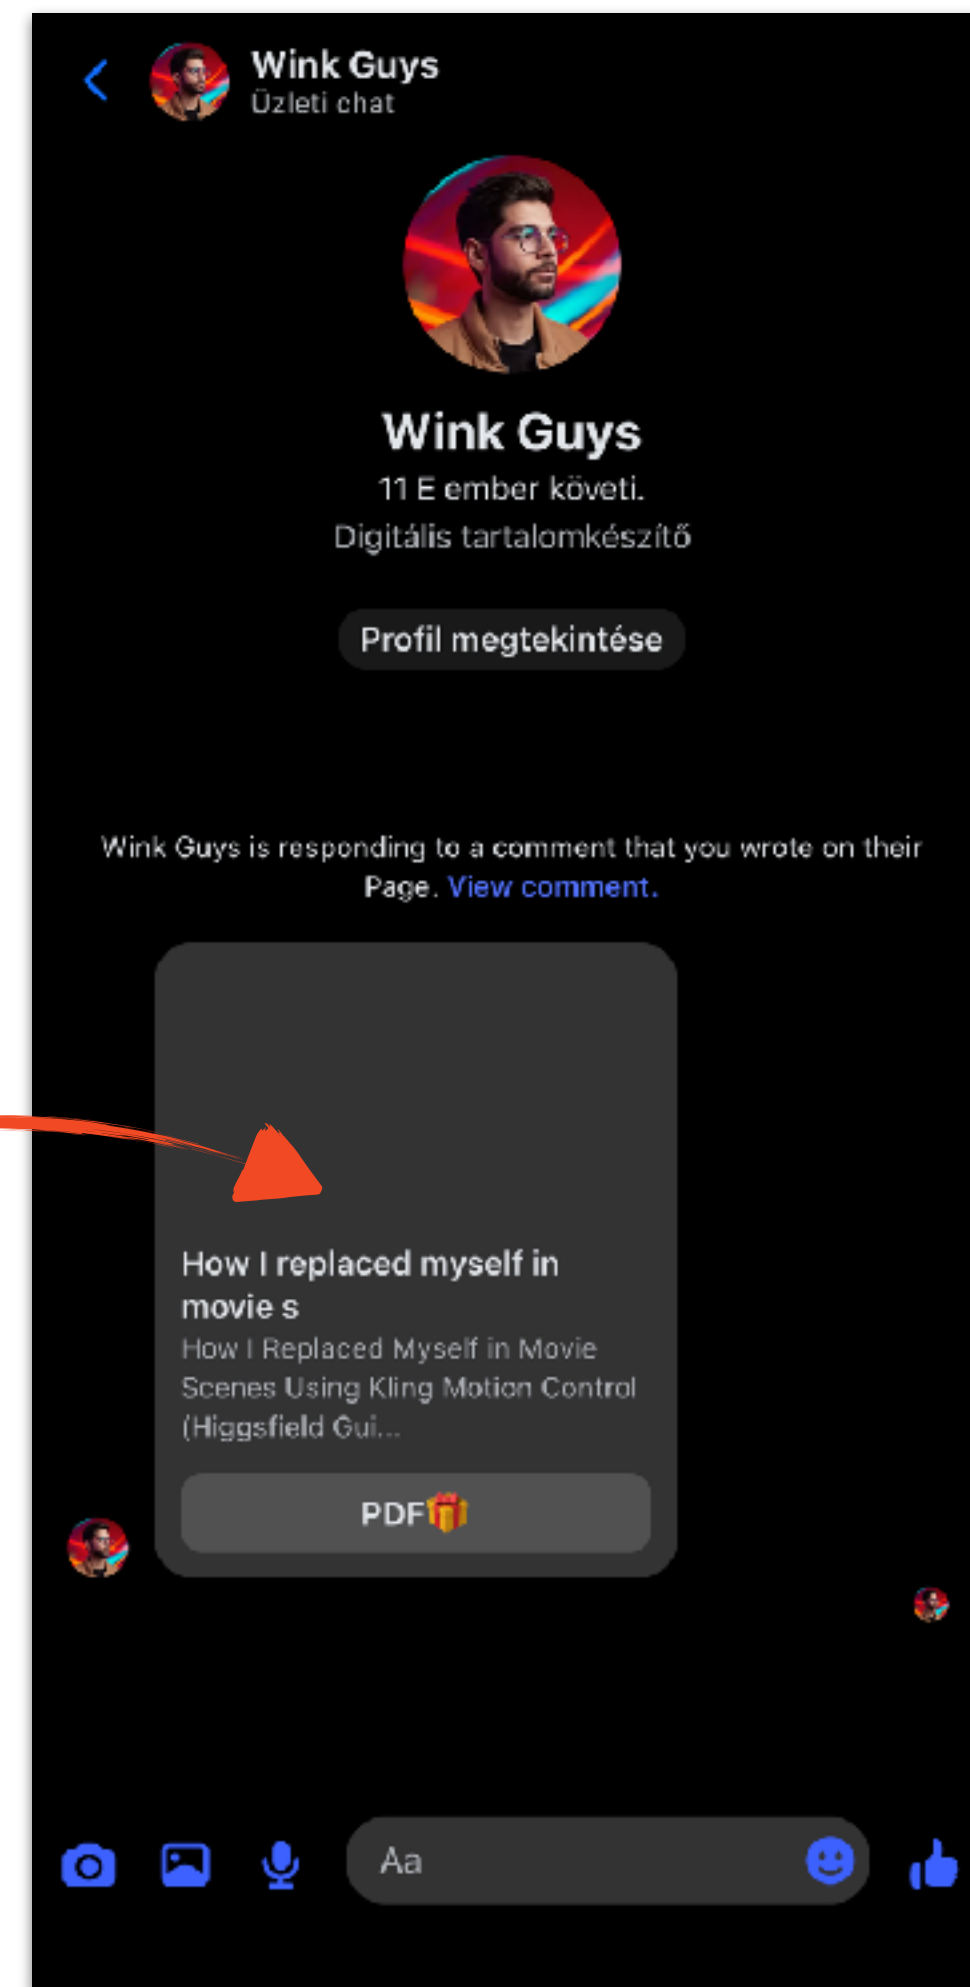 Wink Guys
Üzleti chat
Wink Guys
11 E ember követi.
Digitális tartalomkészítő
Profil megtekintése
Wink Guys is responding to a comment that you wrote on their
Page. View comment.
How I replaced myself in
movie s
How I Replaced Myself in Movie
Scenes Using Kling Motion Control
(Higgsfield Gui...
PDF🎁
Aa